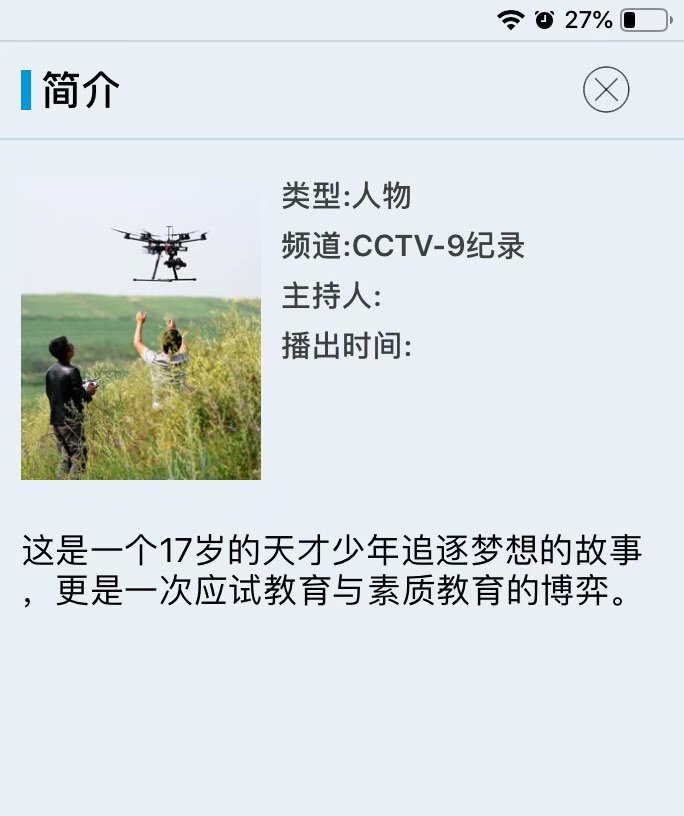 27%
简介
类型:人物
频道:CCTV-9纪录
主持人:
播出时间:
这是一个17岁的天才少年追逐梦想的故事
，更是一次应试教育与素质教育的博弈。